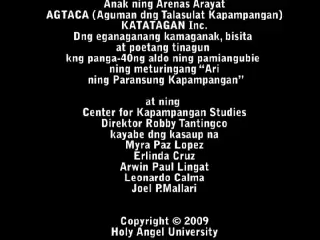 Anak ning Arenas Arayat
AGTACA (Aguman dng Talasulat Kapampangan)
KATATAGAN Inc.
Dng eganaganang kamaganak, bisita
at poetang tinagun
kng panga-40ng aldo ning pamiangubie
ning meturingang “Ari
ning Paransung Kapampangan”
at ning
Center for Kapampangan Studies
Direktor Robby Tantingco
kayabe dng kasaup na
Myra Paz Lopez
Erlinda Cruz
Arwin Paul Lingat
Leonardo Calma
Joel P.Mallari
Copyright © 2009
Holy Angel University